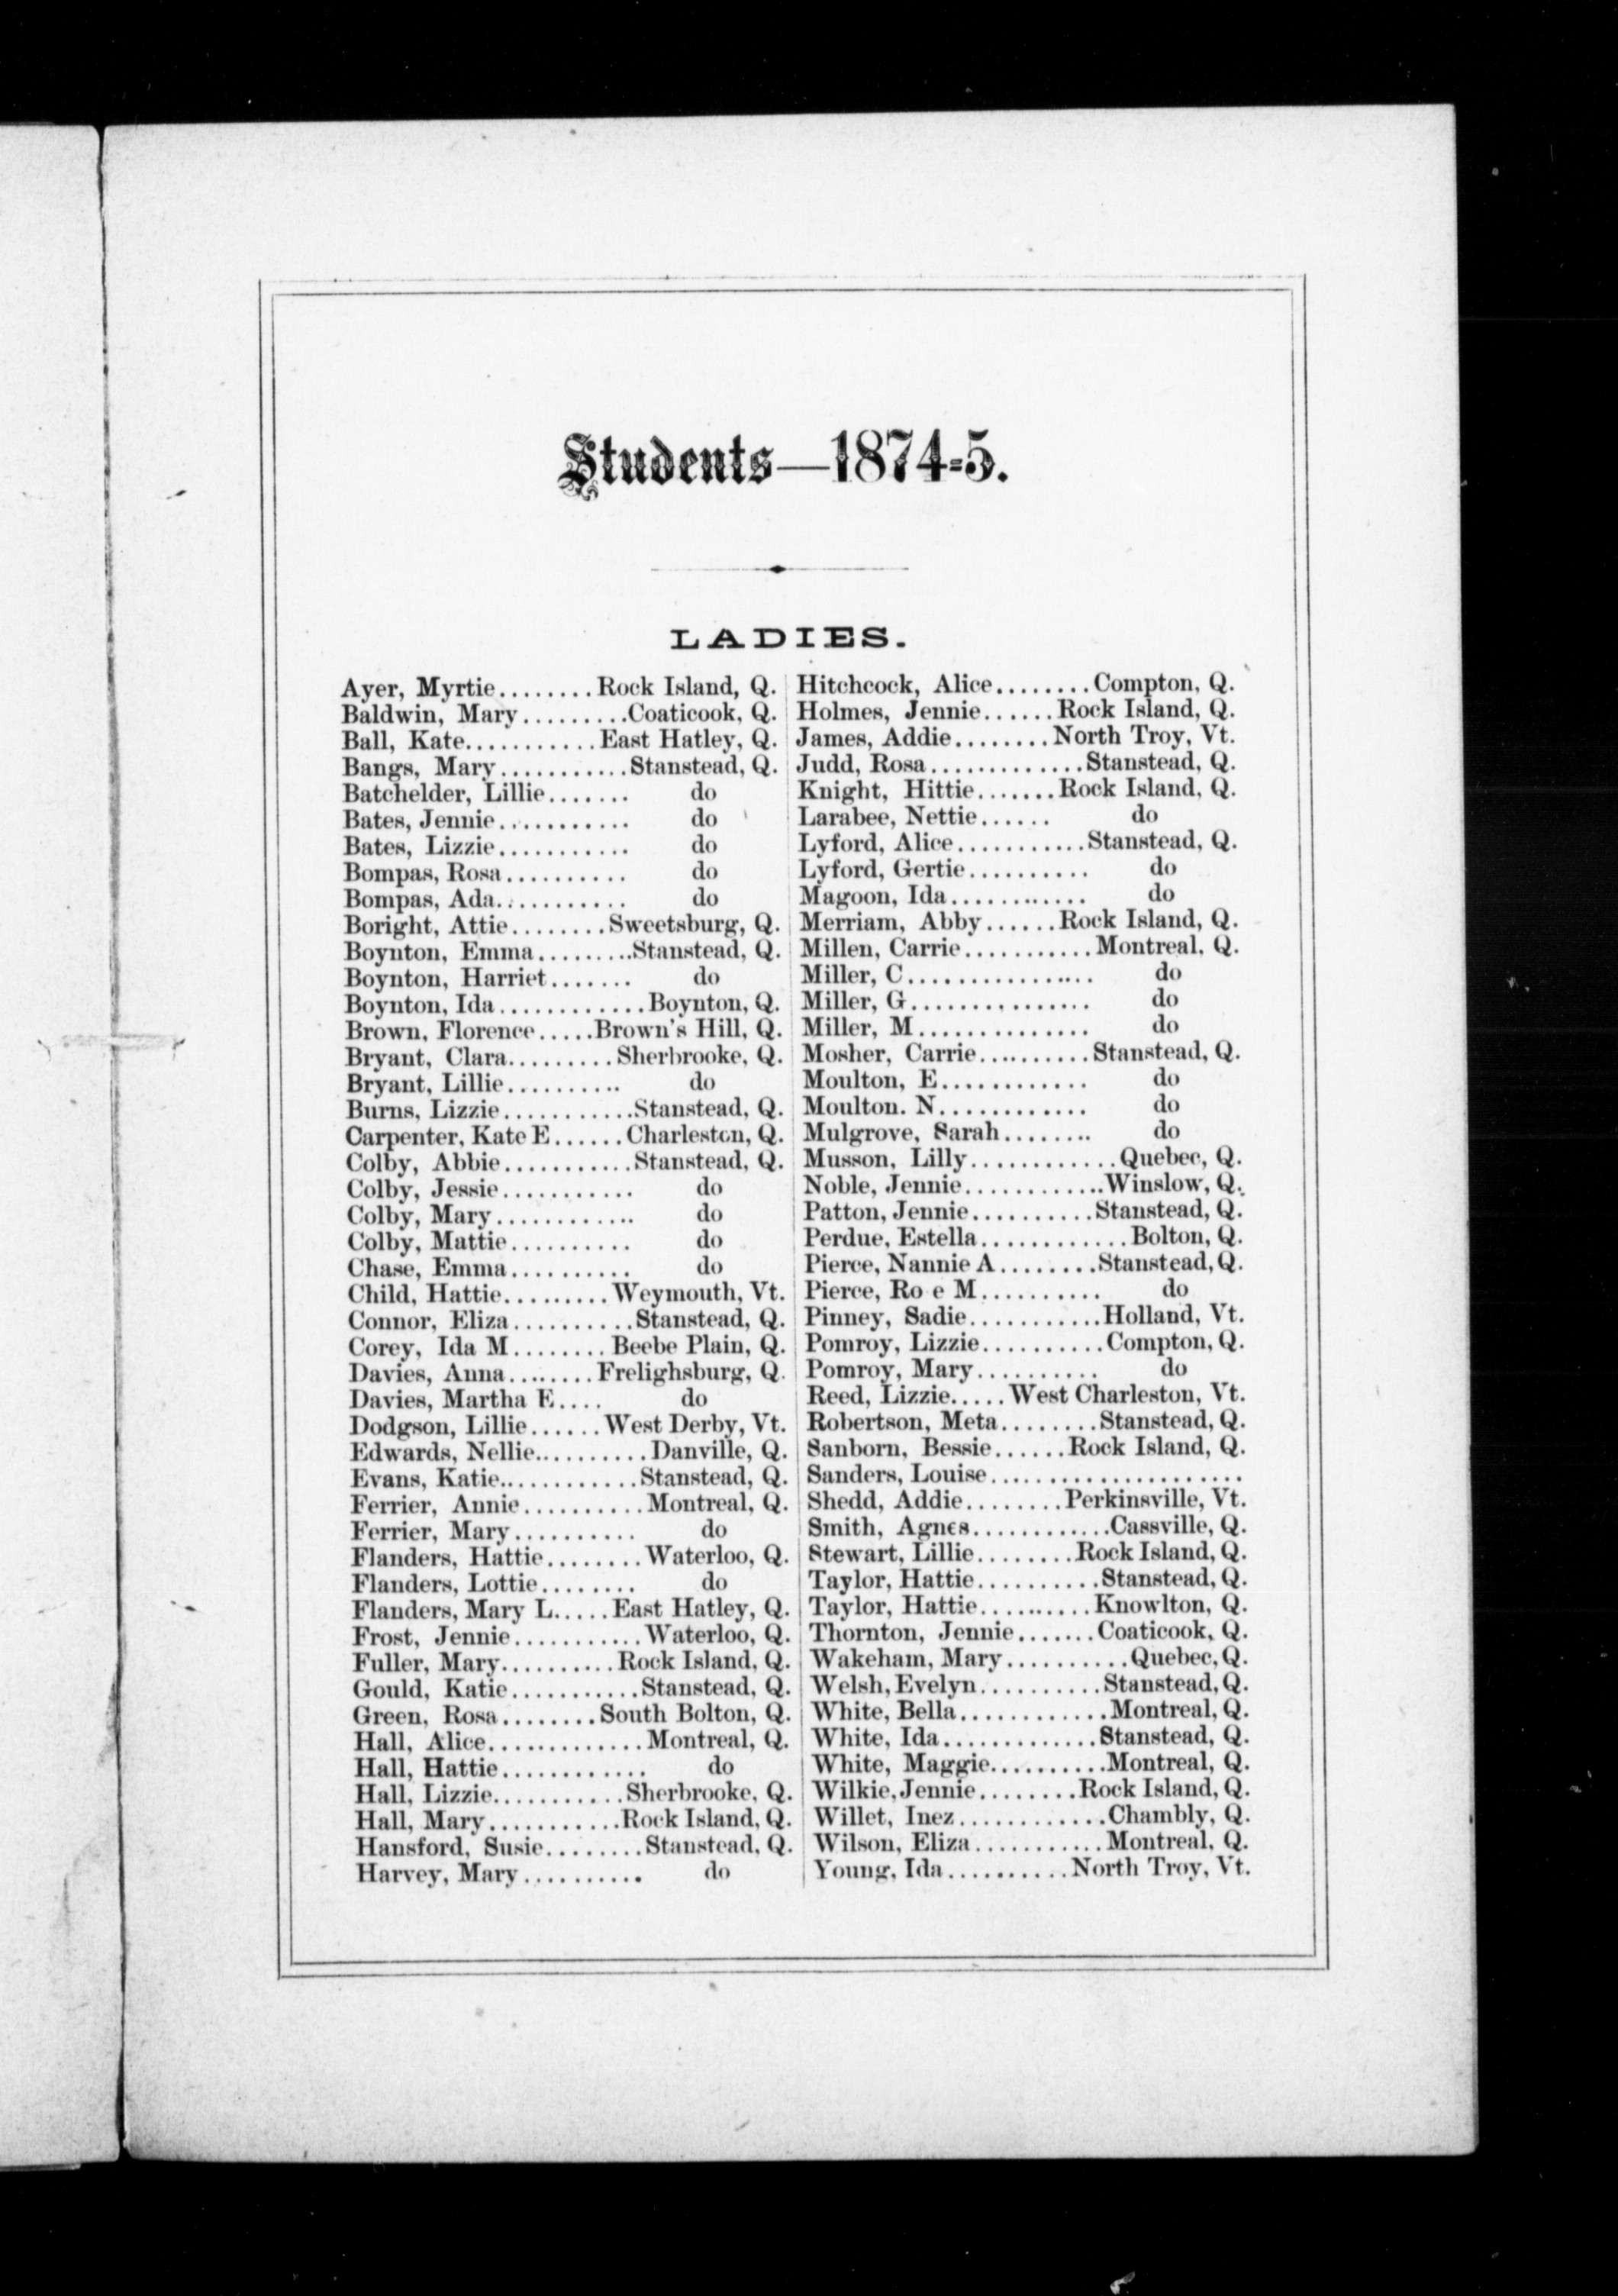 Students—1874-5.
LADIES.
Ayer, Myrtie........Rock Island, Q.
Baldwin, Mary.........Coaticook, Q.
Ball, Kate...........East Hatley, Q.
Bangs, Mary...........Stanstead, Q.
Batchelder, Lillie....... do
Bates, Jennie........... do
Bates, Lizzie........... do
Bompas, Rosa.......... do
Bompas, Ada........... do
Boright, Attie........Sweetsburg, Q.
Boynton, Emma.........Stanstead, Q.
Boynton, Harriet....... do
Boynton, Ida............Boynton, Q.
Brown, Florence.....Brown's Hill, Q.
Bryant, Clara.........Sherbrooke, Q.
Bryant, Lillie.......... do
Burns, Lizzie...........Stanstead, Q.
Carpenter, Kate E......Charleston, Q.
Colby, Abbie...........Stanstead, Q.
Colby, Jessie........... do
Colby, Mary............ do
Colby, Mattie.......... do
Chase, Emma.......... do
Child, Hattie.........Weymouth, Vt.
Connor, Eliza..........Stanstead, Q.
Corey, Ida M........Beebe Plain, Q.
Davies, Anna........Frelighsburg, Q.
Davies, Martha E.... do
Dodgson, Lillie......West Derby, Vt.
Edwards, Nellie..........Danville, Q.
Evans, Katie............Stanstead, Q.
Ferrier, Annie..........Montreal, Q.
Ferrier, Mary.......... do
Flanders, Hattie........Waterloo, Q.
Flanders, Lottie........ do
Flanders, Mary L.....East Hatley, Q.
Frost, Jennie...........Waterloo, Q.
Fuller, Mary..........Rock Island, Q.
Gould, Katie...........Stanstead, Q.
Green, Rosa........South Bolton, Q.
Hall, Alice.............Montreal, Q.
Hall, Hattie............ do
Hall, Lizzie...........Sherbrooke, Q.
Hall, Mary...........Rock Island, Q.
Hansford, Susie........Stanstead, Q.
Harvey, Mary.......... do
Hitchcock, Alice........Compton, Q.
Holmes, Jennie......Rock Island, Q.
James, Addie........North Troy, Vt.
Judd, Rosa.............Stanstead, Q.
Knight, Hittie.......Rock Island, Q.
Larabee, Nettie...... do
Lyford, Alice...........Stanstead, Q.
Lyford, Gertie.......... do
Magoon, Ida............ do
Merriam, Abby......Rock Island, Q.
Millen, Carrie...........Montreal, Q.
Miller, C................ do
Miller, G............... do
Miller, M.............. do
Mosher, Carrie..........Stanstead, Q.
Moulton, E............ do
Moulton. N............ do
Mulgrove, Sarah........ do
Musson, Lilly............Quebec, Q.
Noble, Jennie............Winslow, Q.
Patton, Jennie..........Stanstead, Q.
Perdue, Estella............Bolton, Q.
Pierce, Nannie A........Stanstead, Q.
Pierce, Ro e M.......... do
Pinney, Sadie...........Holland, Vt.
Pomroy, Lizzie..........Compton, Q.
Pomroy, Mary.......... do
Reed, Lizzie.....West Charleston, Vt.
Robertson, Meta........Stanstead, Q.
Sanborn, Bessie......Rock Island, Q.
Sanders, Louise.....................
Shedd, Addie........Perkinsville, Vt.
Smith, Agnes............Cassville, Q.
Stewart, Lillie........Rock Island, Q.
Taylor, Hattie..........Stanstead, Q.
Taylor, Hattie..........Knowlton, Q.
Thornton, Jennie.......Coaticook, Q.
Wakeham, Mary..........Quebec, Q.
Welsh, Evelyn..........Stanstead, Q.
White, Bella............Montreal, Q.
White, Ida.............Stanstead, Q.
White, Maggie..........Montreal, Q.
Wilkie, Jennie........Rock Island, Q.
Willet, Inez............Chambly, Q.
Wilson, Eliza...........Montreal, Q.
Young, Ida..........North Troy, Vt.